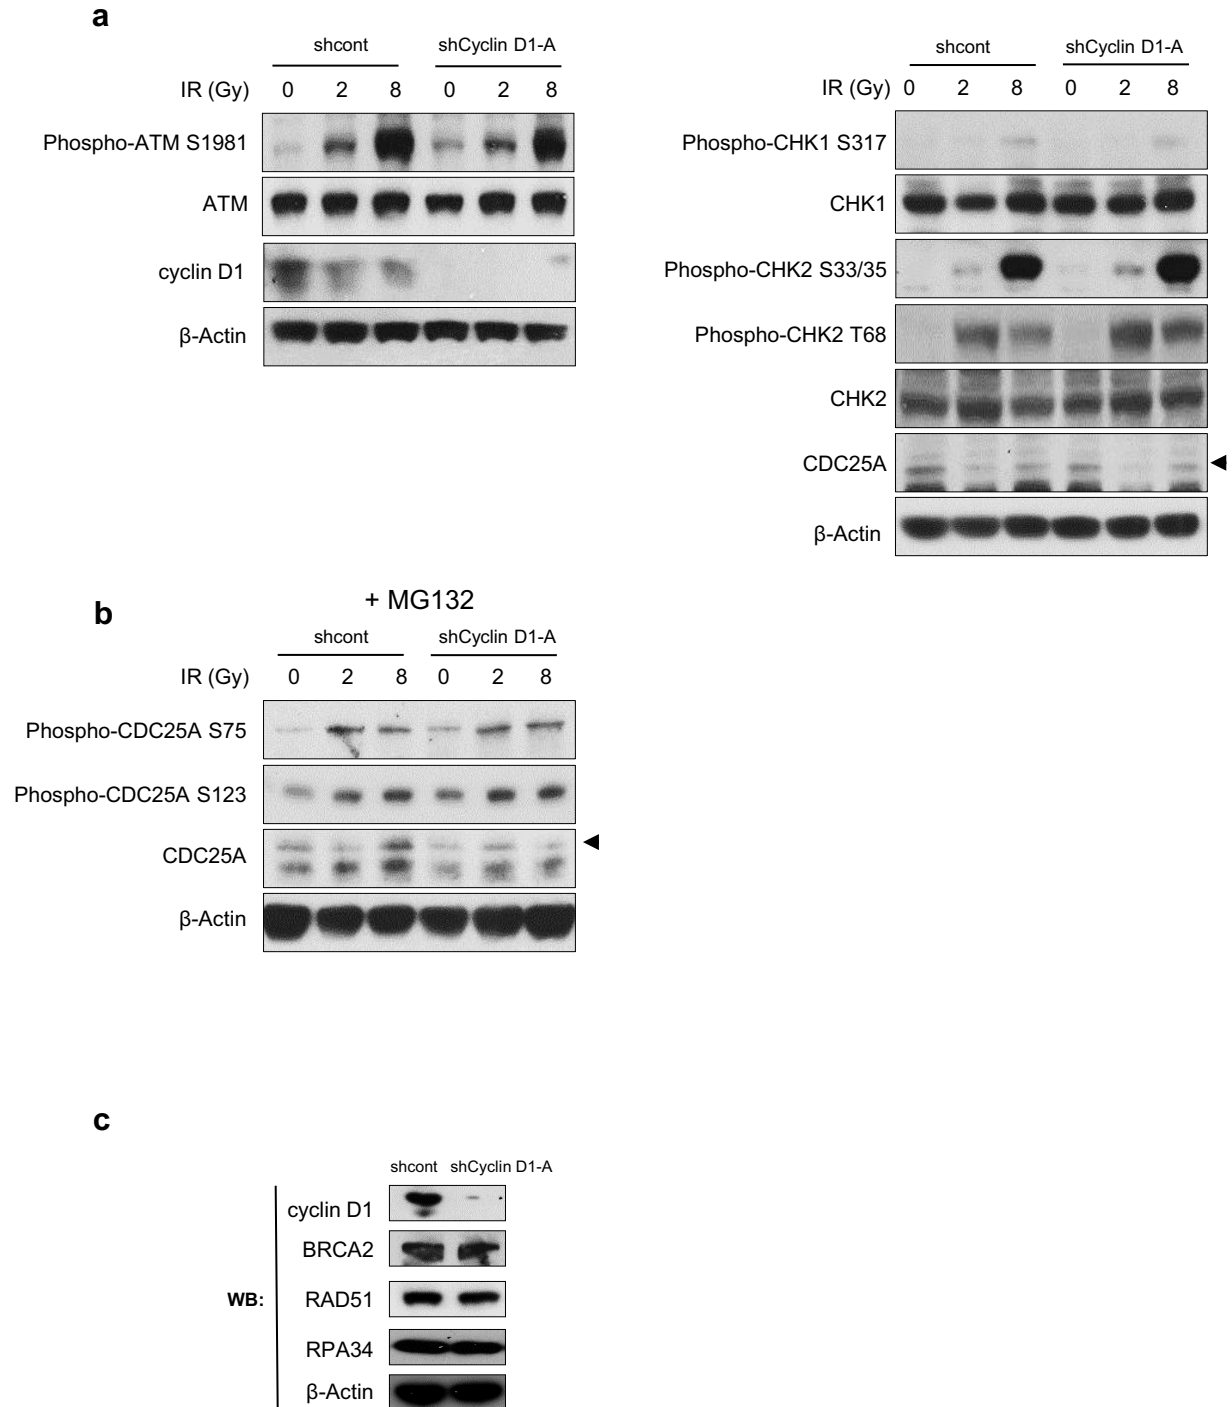 a
shcont shCyclin D1-A
IR (Gy) 0 2 8 0 2 8
Phospho-ATM S1981
ATM
cyclin D1
β-Actin
shcont shCyclin D1-A
IR (Gy) 0 2 8 0 2 8
Phospho-CHK1 S317
CHK1
Phospho-CHK2 S33/35
Phospho-CHK2 T68
CHK2
CDC25A
β-Actin
b
+ MG132
shcont shCyclin D1-A
IR (Gy) 0 2 8 0 2 8
Phospho-CDC25A S75
Phospho-CDC25A S123
CDC25A
β-Actin
c
shcont shCyclin D1-A
cyclin D1
BRCA2
WB: RAD51
RPA34
β-Actin